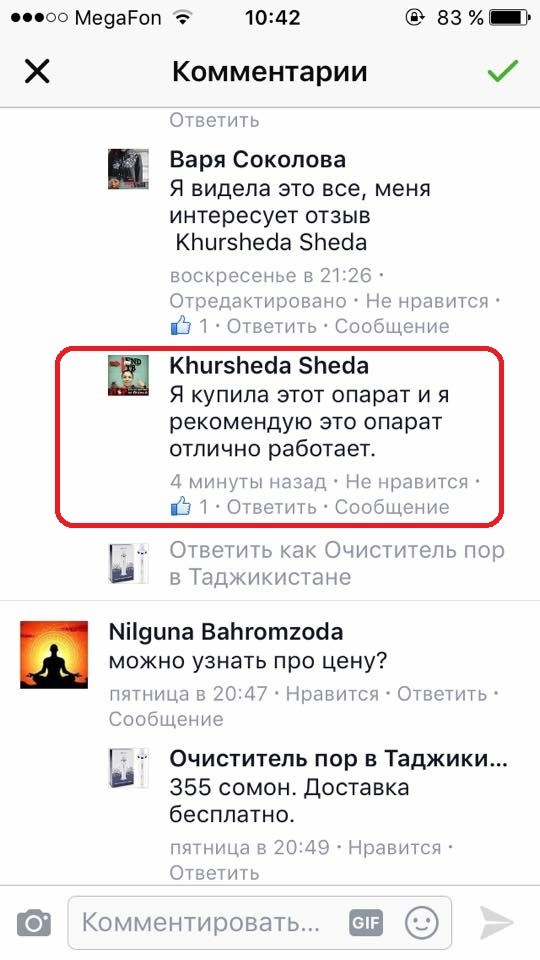 MegaFon 10:42 83 %
Комментарии
Ответить
Варя Соколова
Я видела это все, меня
интересует отзыв
Khursheda Sheda
воскресенье в 21:26 ·
Отредактировано · Не нравится ·
1 · Ответить · Сообщение
Khursheda Sheda
Я купила этот опарат и я
рекомендую это опарат
отлично работает.
4 минуты назад · Не нравится ·
1 · Ответить · Сообщение
Ответить как Очиститель пор
в Таджикистане
Nilguna Bahromzoda
можно узнать про цену?
пятница в 20:47 · Нравится · Ответить ·
Сообщение
Очиститель пор в Таджики...
355 сомон. Доставка
бесплатно.
пятница в 20:49 · Нравится ·
Ответить
Комментировать... GIF